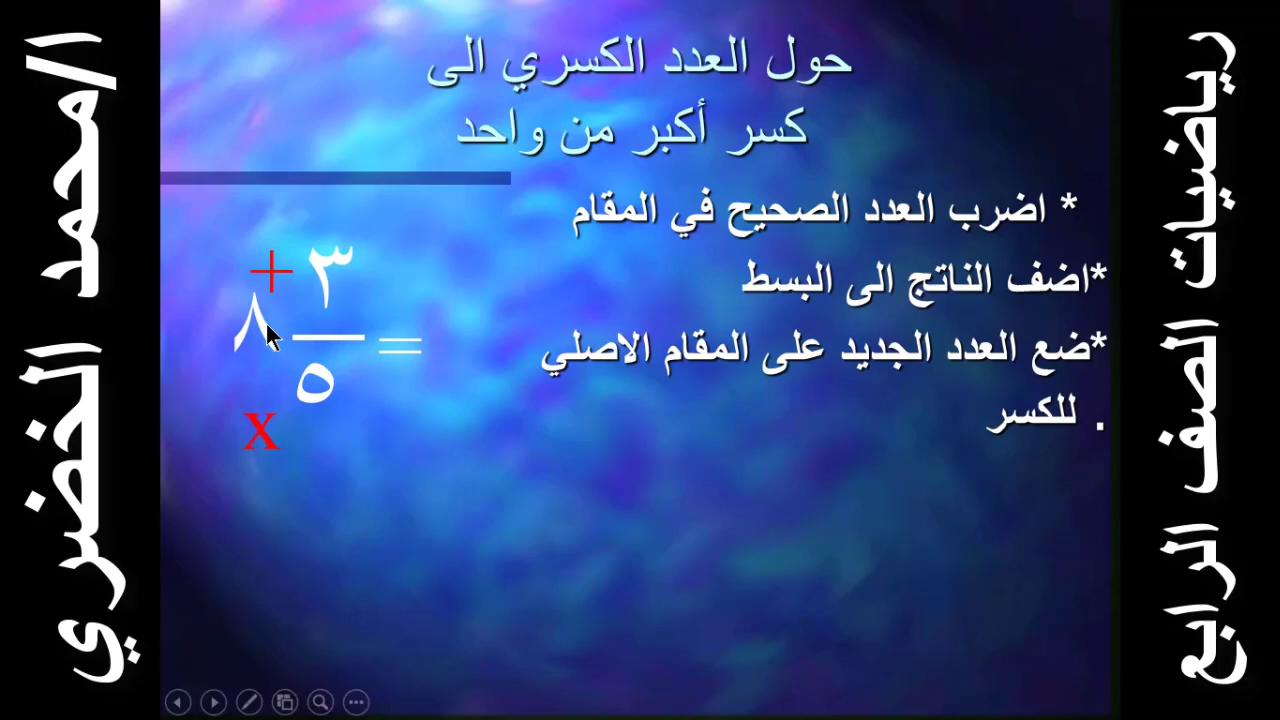 حول العدد الكسري الى
كسر أكبر من واحد
* اضرب العدد الصحيح في المقام
*اضف الناتج الى البسط
*ضع العدد الجديد على المقام الاصلي
للكسر .
+
٣
٨ =
٥
x
رياضيات الصف الرابع
ا/محمد الخضري